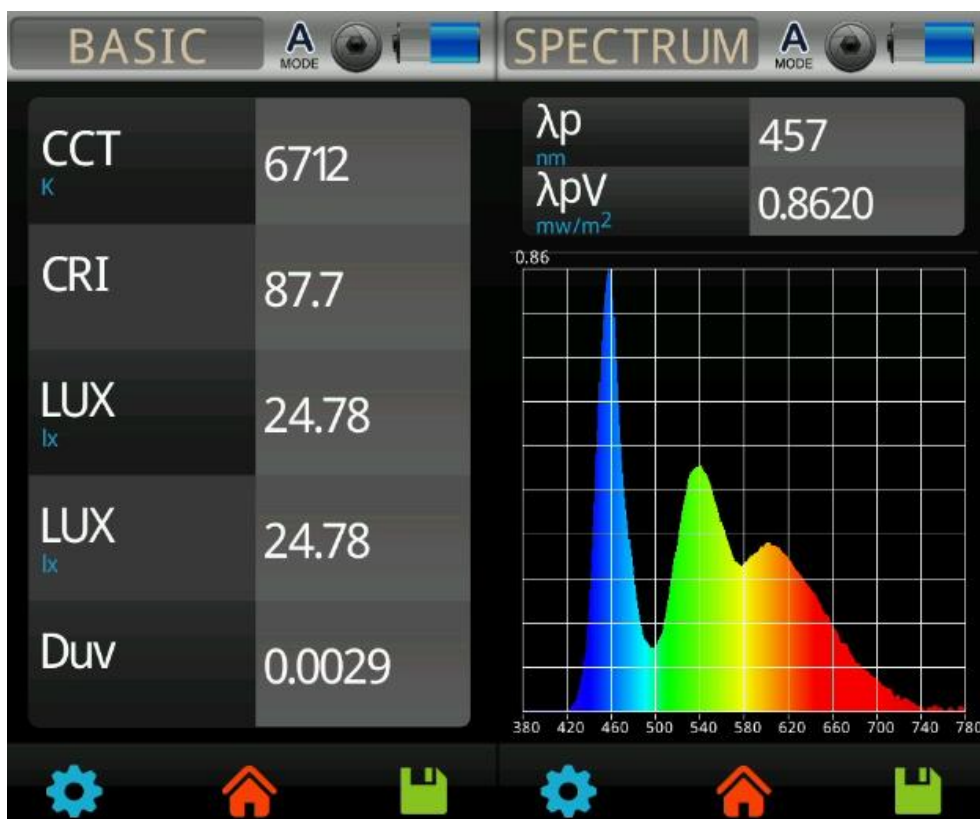 BASIC
A
MODE
CCT
K
6712
CRI
87.7
LUX
lx
24.78
LUX
lx
24.78
Duv
0.0029
SPECTRUM
A
MODE
λp
nm
457
λpV
mw/m2
0.8620
0.86
380 420 460 500 540 580 620 660 700 740 780